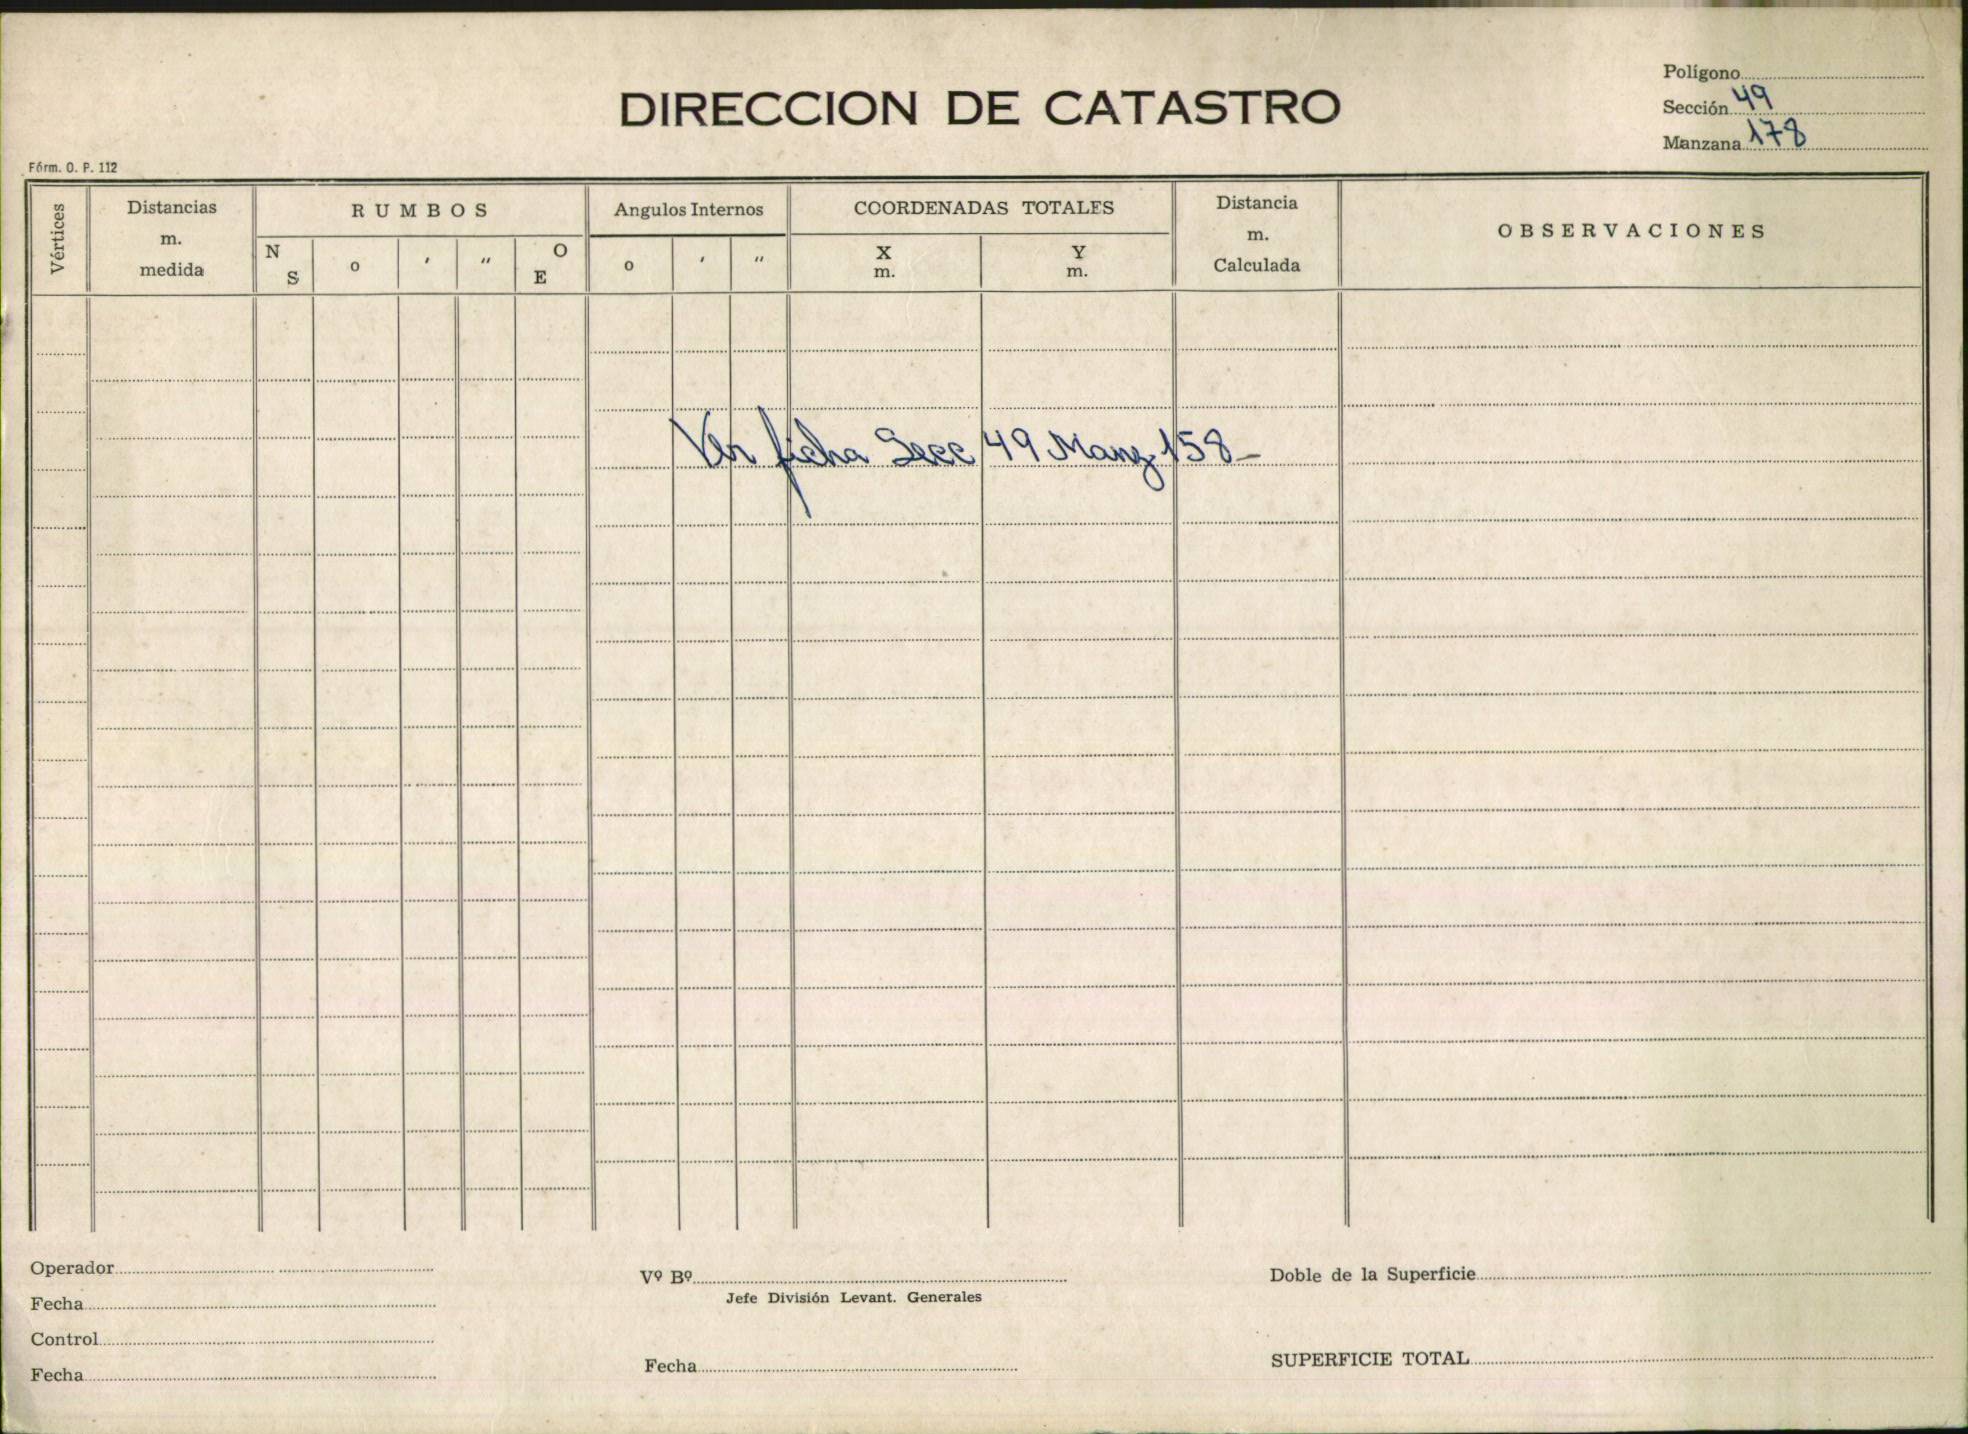 Polígono
Sección 49
Manzana 178
DIRECCION DE CATASTRO
Fórm. O. P. 112
Vértices
Distancias
m.
medida
RUMBOS
N
S
o
′
″
O
E
Angulos Internos
o
′
″
COORDENADAS TOTALES
X
m.
Y
m.
Distancia
m.
Calculada
OBSERVACIONES
Ver ficha Secc 49 Manz 158-
Operador
Fecha
Control
Fecha
Vº Bº
Jefe División Levant. Generales
Fecha
Doble de la Superficie
SUPERFICIE TOTAL